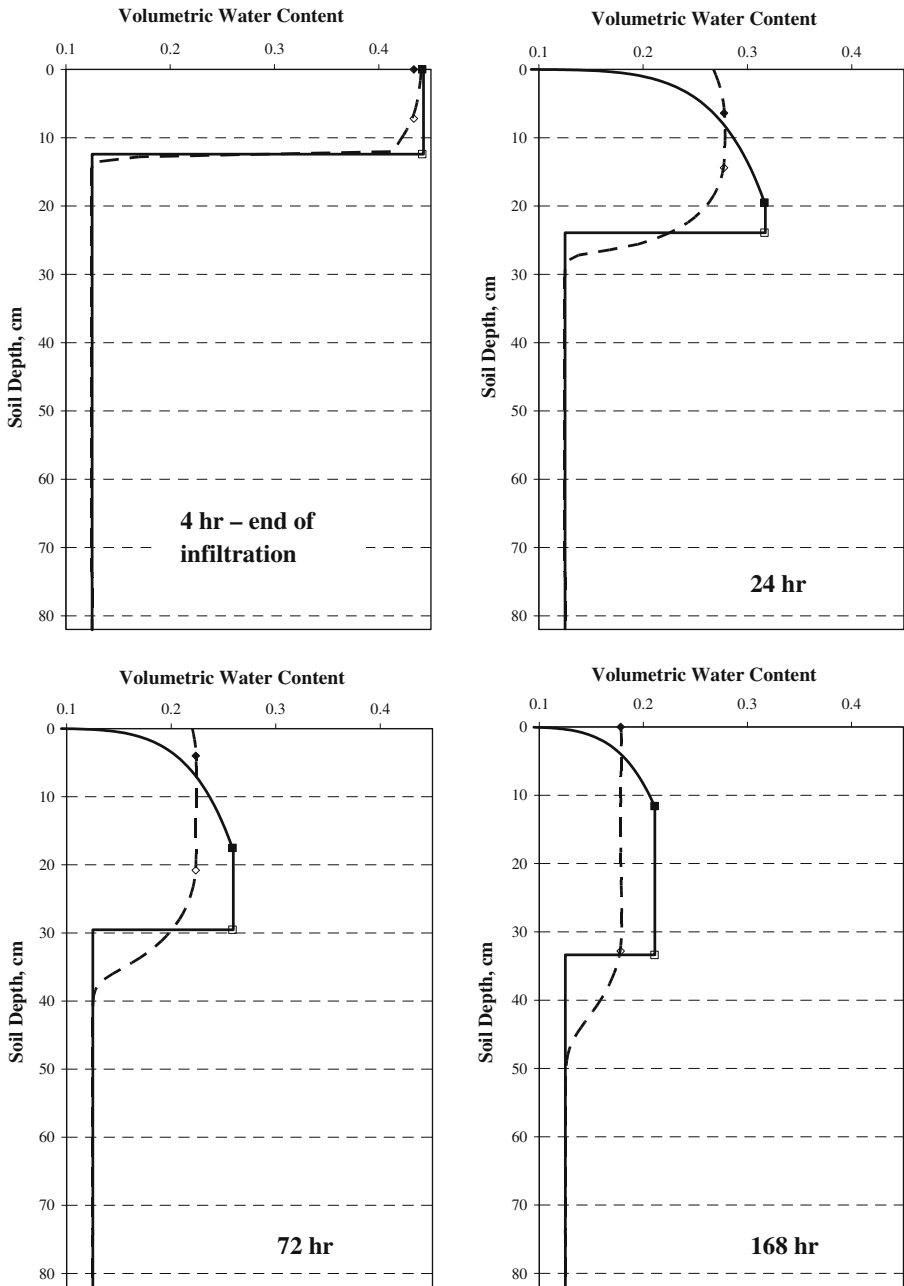 Volumetric Water Content
0.1 0.2 0.3 0.4
0
10
20
30
40
50
60
70
80
Soil Depth, cm
4 hr – end of
infiltration
Volumetric Water Content
0.1 0.2 0.3 0.4
0
10
20
30
40
50
60
70
80
Soil Depth, cm
24 hr
Volumetric Water Content
0.1 0.2 0.3 0.4
0
10
20
30
40
50
60
70
80
Soil Depth, cm
72 hr
Volumetric Water Content
0.1 0.2 0.3 0.4
0
10
20
30
40
50
60
70
80
Soil Depth, cm
168 hr